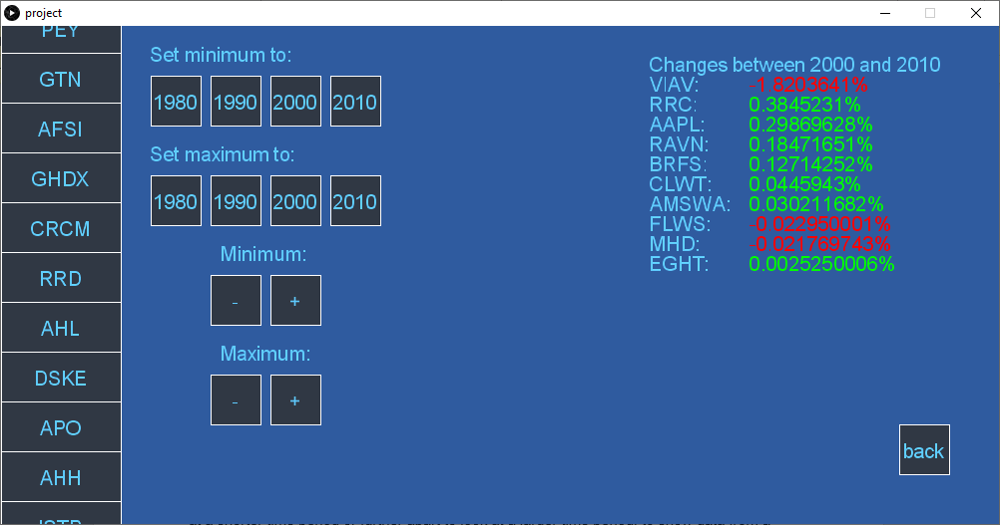 project
PEY
GTN
AFSI
GHDX
CRCM
RRD
AHL
DSKE
APO
AHH
Set minimum to:
1980 1990 2000 2010
Set maximum to:
1980 1990 2000 2010
Minimum:
- +
Maximum:
- +
Changes between 2000 and 2010
VIAV: -1.8203641%
RRC: 0.3845231%
AAPL: 0.29869628%
RAVN: 0.18471651%
BRFS: 0.12714252%
CLWT: 0.0445943%
AMSWA: 0.030211682%
FLWS: -0.022950001%
MHD: -0.021769743%
EGHT: 0.0025250006%
back